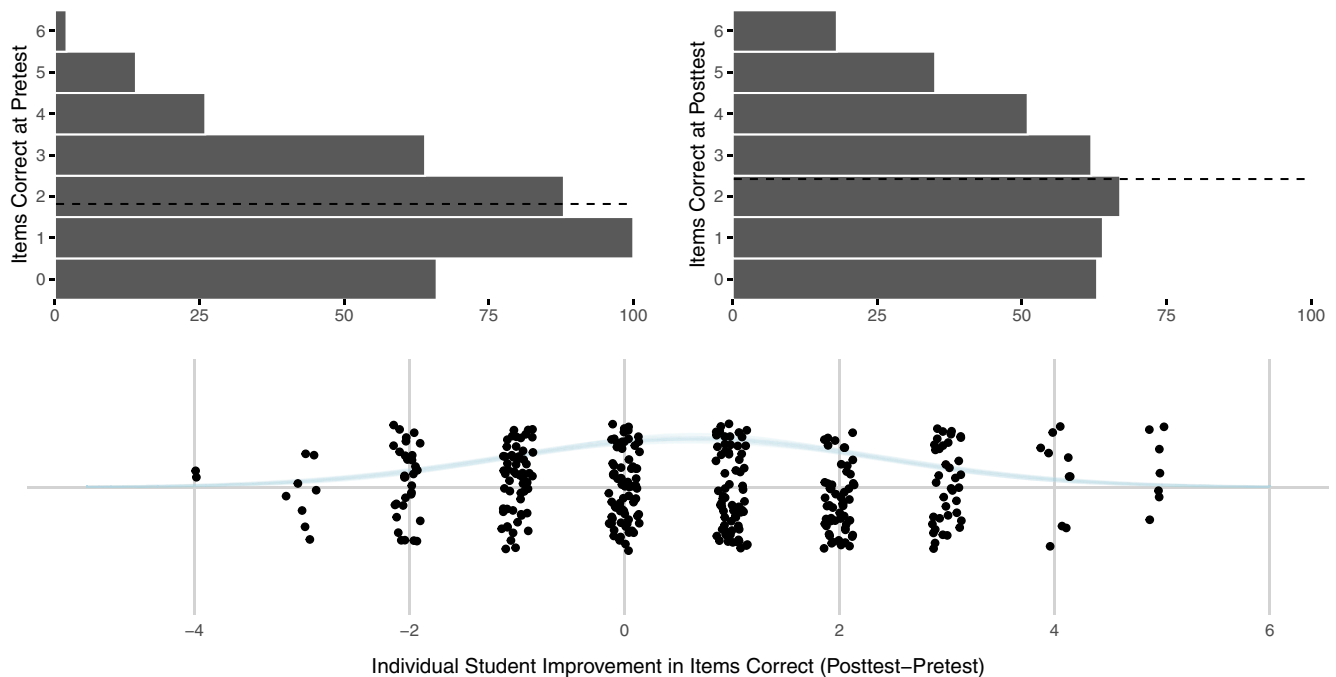 Items Correct at Pretest
6
5
4
3
2
1
0
0 25 50 75 100
Items Correct at Posttest
6
5
4
3
2
1
0
0 25 50 75 100
−4 −2 0 2 4 6
Individual Student Improvement in Items Correct (Posttest−Pretest)